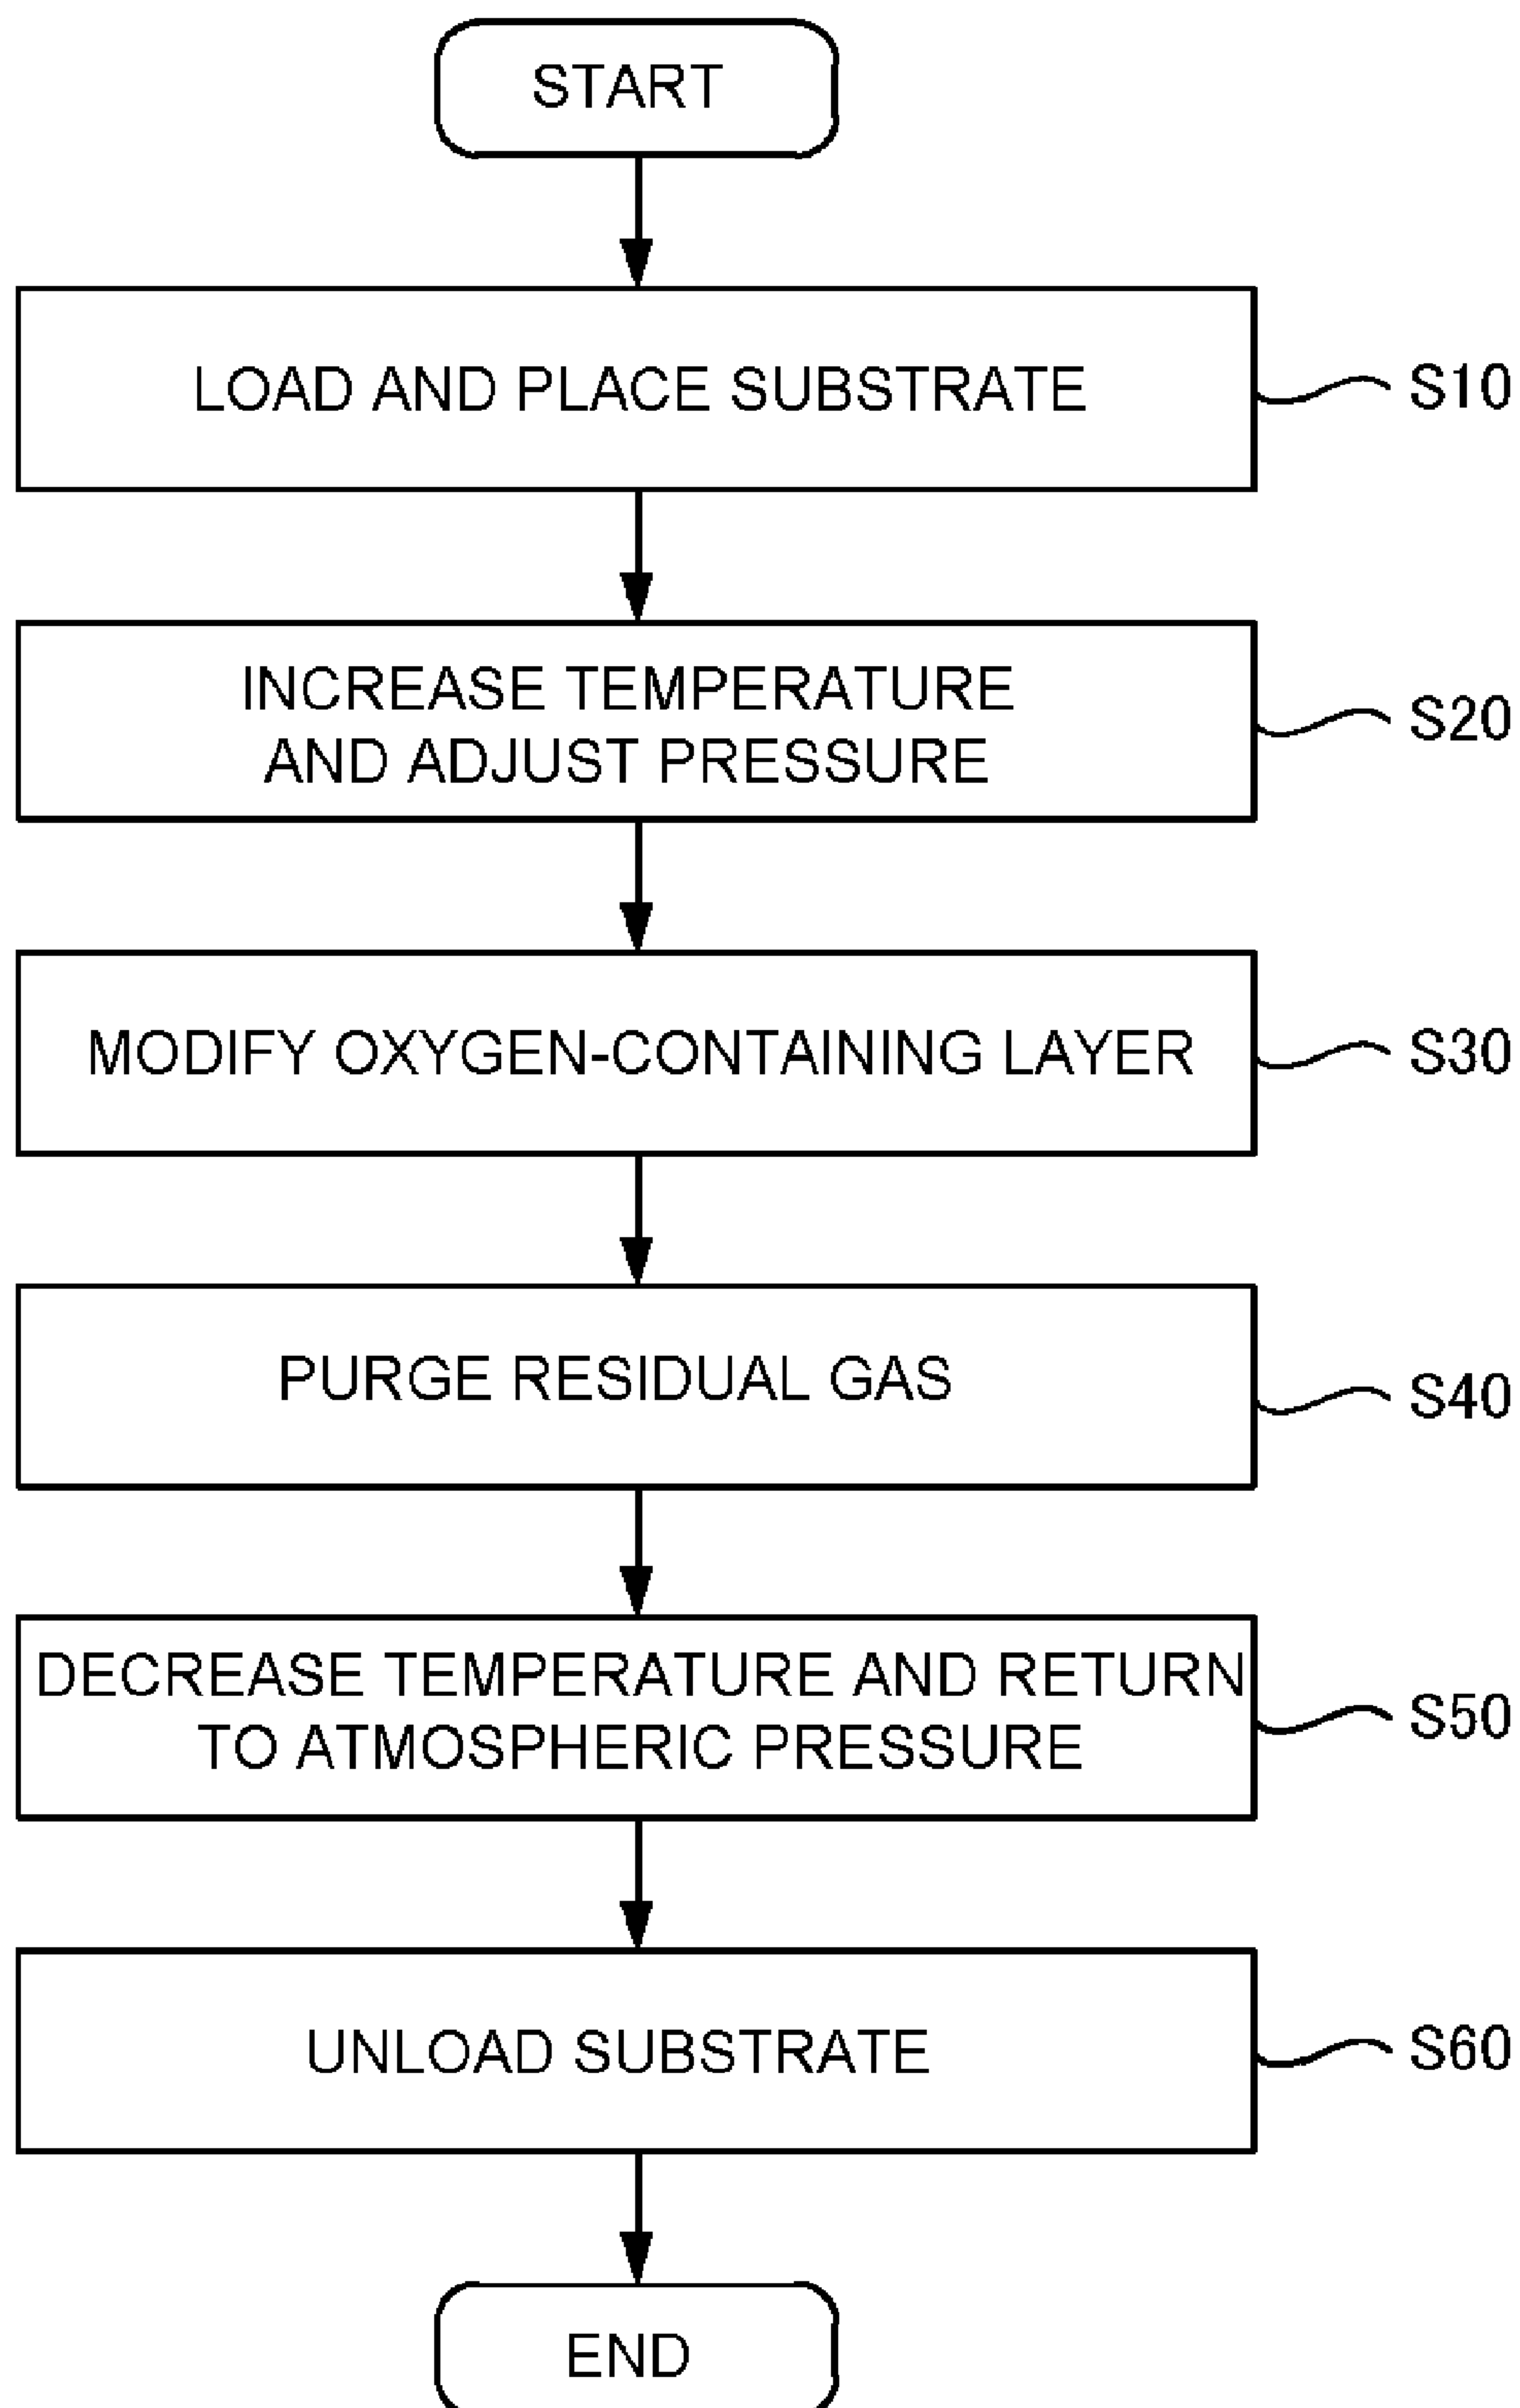 START
LOAD AND PLACE SUBSTRATE
S10
INCREASE TEMPERATURE
AND ADJUST PRESSURE
S20
MODIFY OXYGEN-CONTAINING LAYER
S30
PURGE RESIDUAL GAS
S40
DECREASE TEMPERATURE AND RETURN
TO ATMOSPHERIC PRESSURE
S50
UNLOAD SUBSTRATE
S60
END